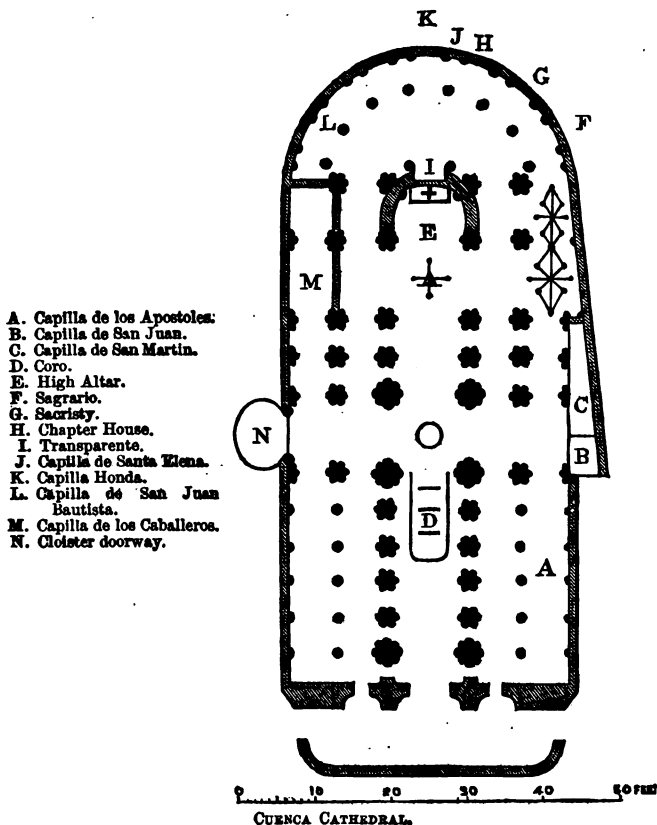 K
J
H
G
L
F
I
E
A
M
A. Capilla de los Apostoles.
B. Capilla de San Juan.
C. Capilla de San Martin.
D. Coro.
E. High Altar.
F. Sagrario.
G. Sacristy.
H. Chapter House.
I. Transparente.
J. Capilla de Santa Elena.
K. Capilla Honda.
L. Capilla de San Juan
Bautista.
M. Capilla de los Caballeros.
N. Cloister doorway.
C
N
B
D
A
0 10 20 30 40 50 FEET
CUENCA CATHEDRAL.